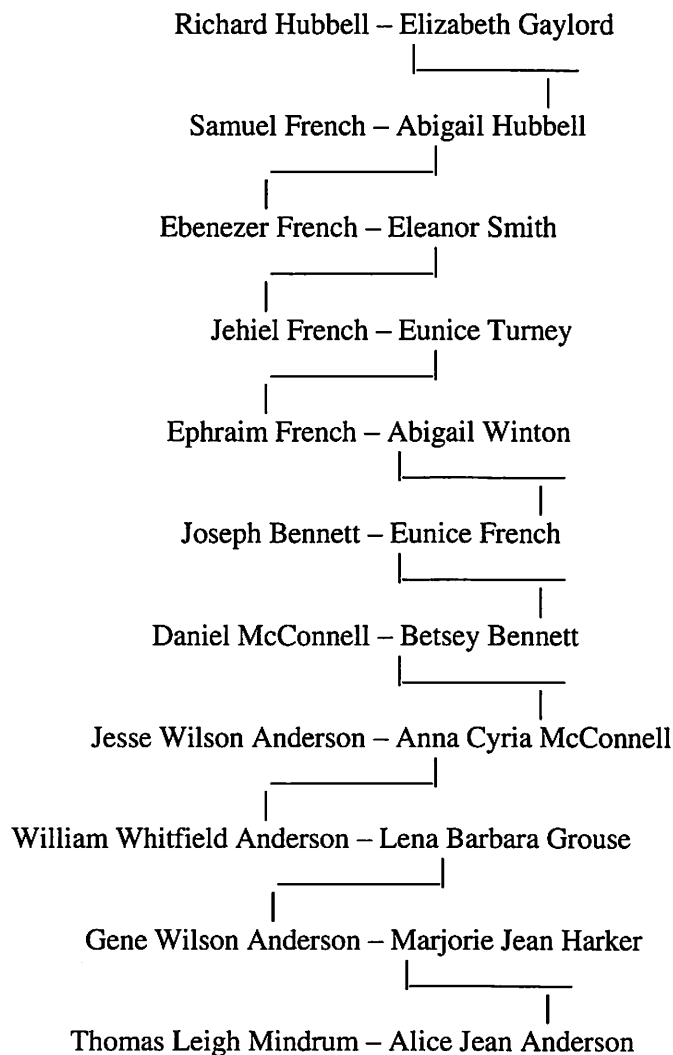 Richard Hubbell – Elizabeth Gaylord
Samuel French – Abigail Hubbell
Ebenezer French – Eleanor Smith
Jehiel French – Eunice Turney
Ephraim French – Abigail Winton
Joseph Bennett – Eunice French
Daniel McConnell – Betsey Bennett
Jesse Wilson Anderson – Anna Cyria McConnell
William Whitfield Anderson – Lena Barbara Grouse
Gene Wilson Anderson – Marjorie Jean Harker
Thomas Leigh Mindrum – Alice Jean Anderson